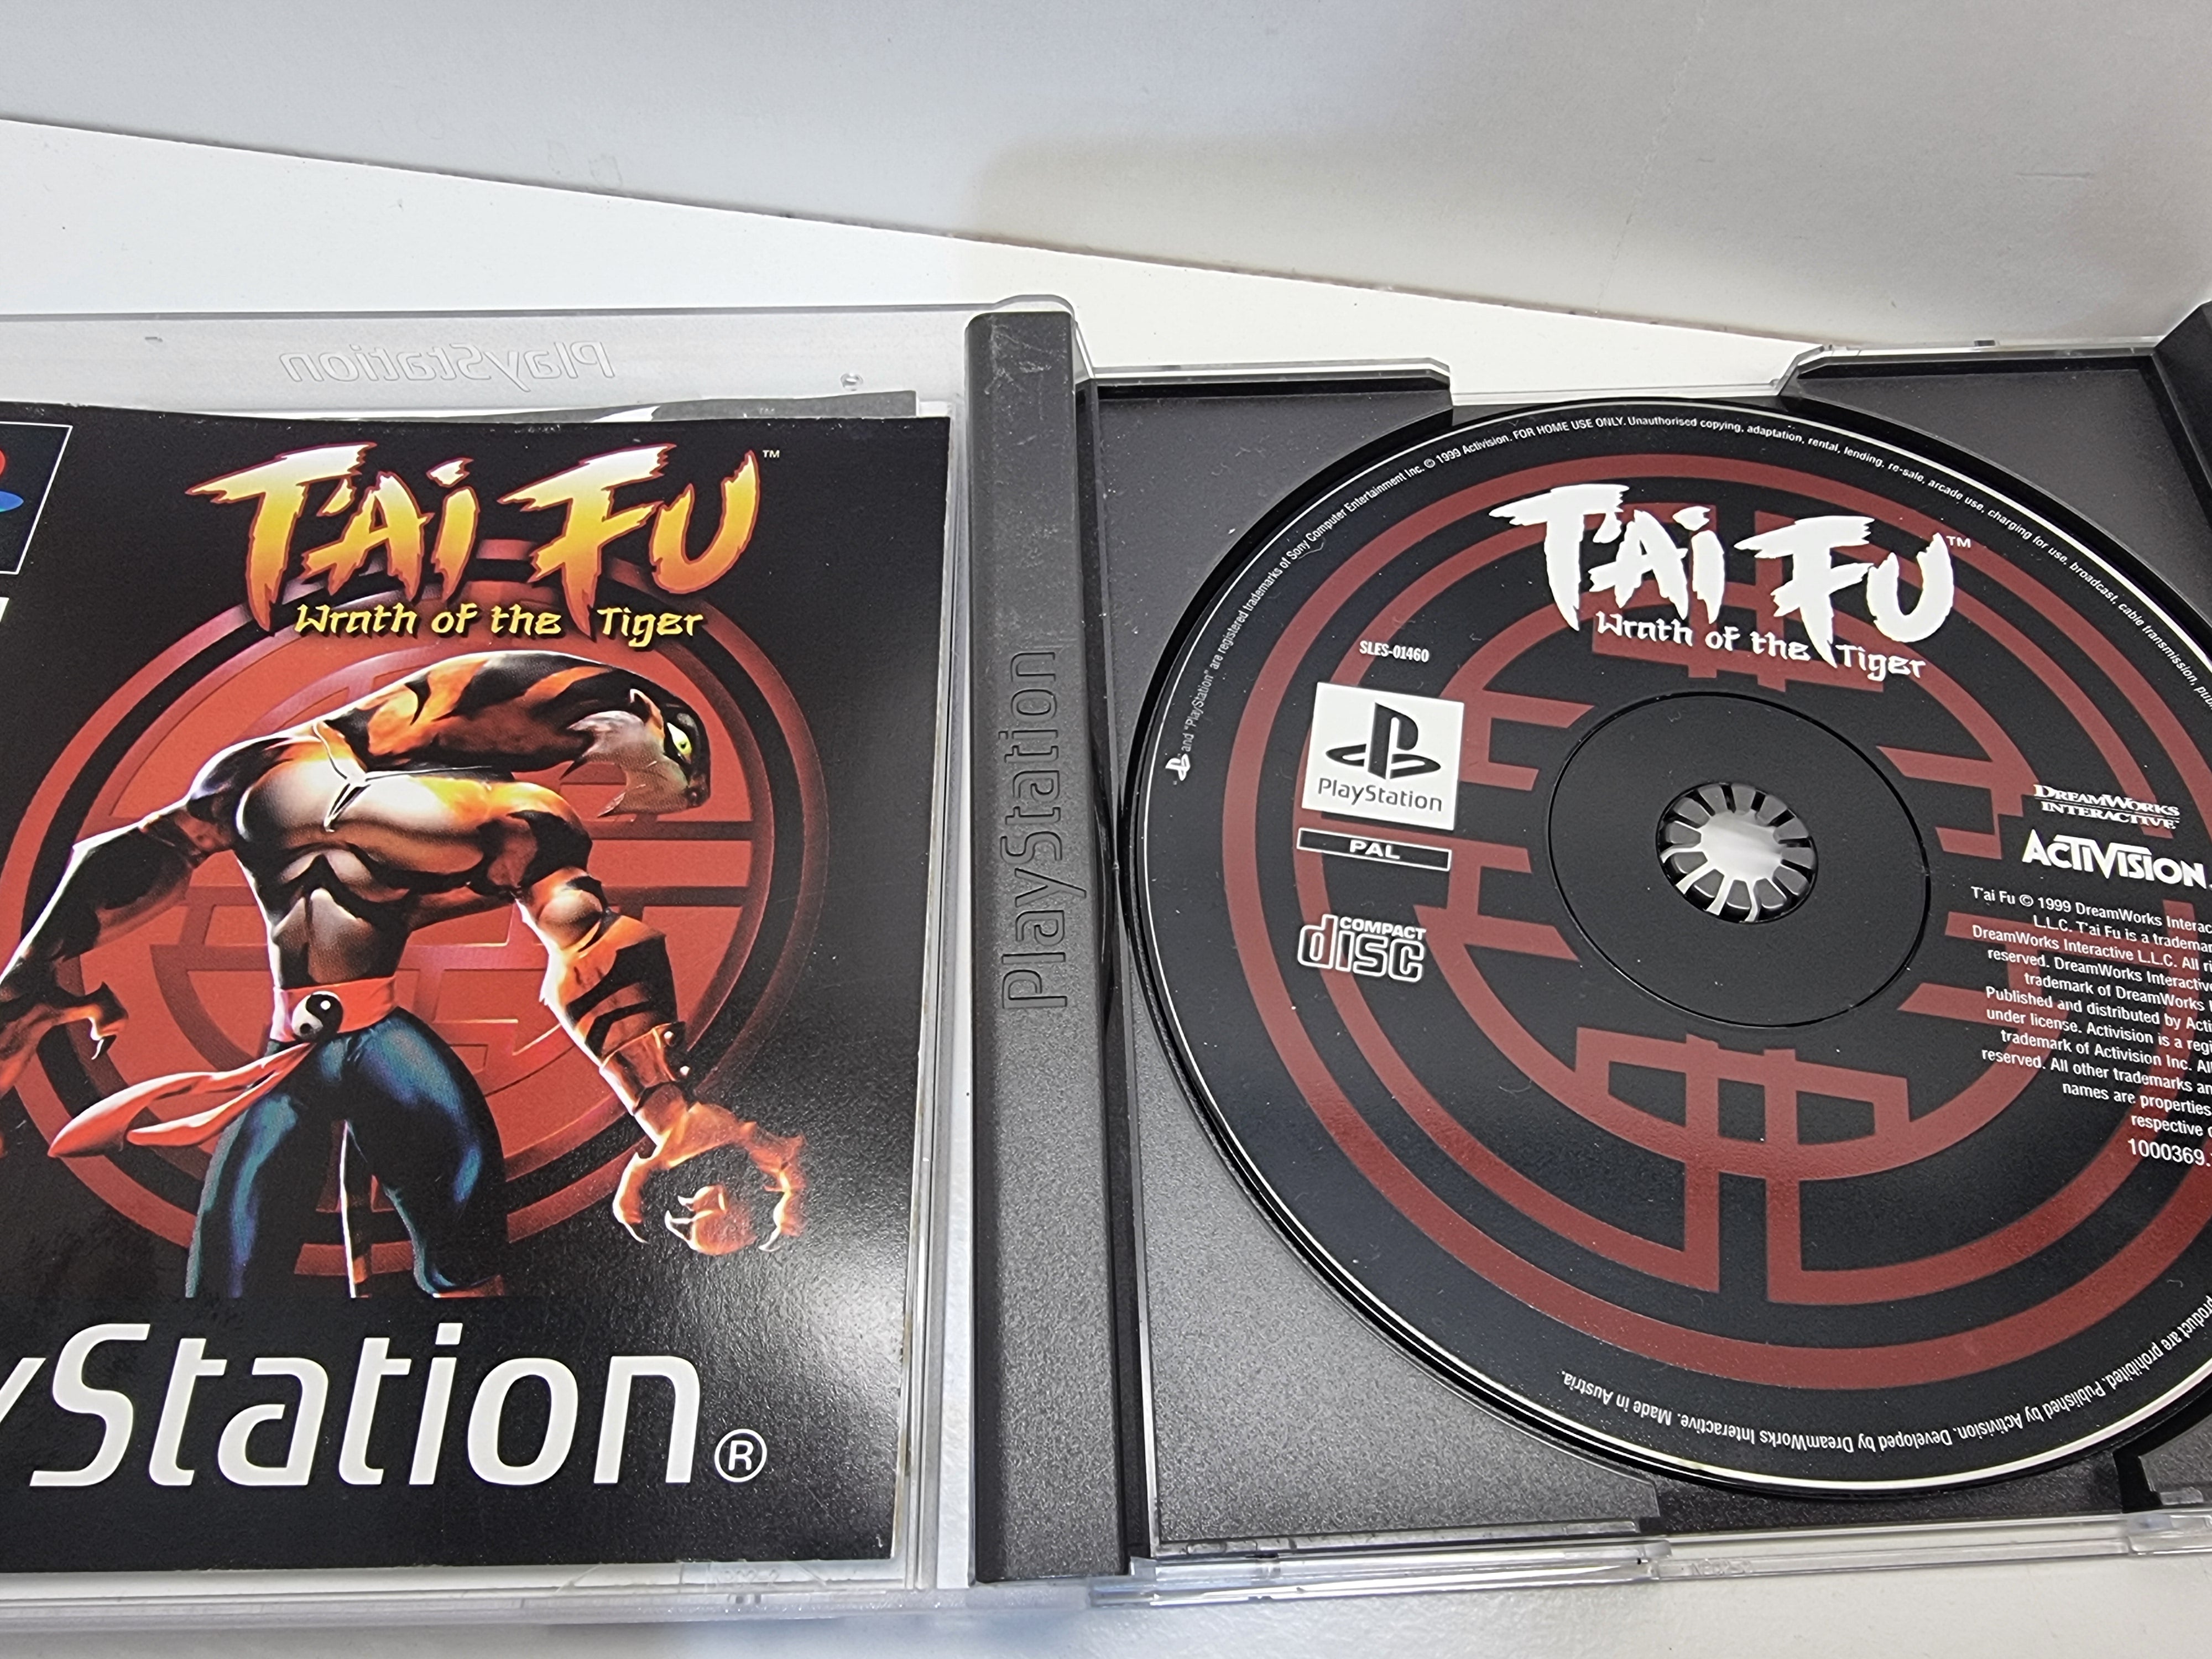 PlayStation
T'AI FU™
Wrath of the Tiger
yStation®
PlayStation
and "PlayStation" are registered trademarks of Sony Computer Entertainment Inc. © 1999 Activision. FOR HOME USE ONLY. Unauthorised copying, adaptation, rental, lending, re-sale, arcade use, charging for use, broadcast, cable transmission,
T'AI FU™
Wrath of the Tiger
SLES-01460
PlayStation
PAL
COMPACT
disc
DREAMWORKS
INTERACTIVE™
ACTIVISION.
T'ai Fu © 1999 DreamWorks Interac
L.L.C. T'ai Fu is a trademar
DreamWorks Interactive L.L.C. All ri
reserved. DreamWorks Interactive
trademark of DreamWorks
Published and distributed by Acti
under license. Activision is a regi
trademark of Activision Inc. All
reserved. All other trademarks an
names are properties
respective
1000369.
product are prohibited. Published by Activision. Developed by DreamWorks Interactive. Made in Austria.